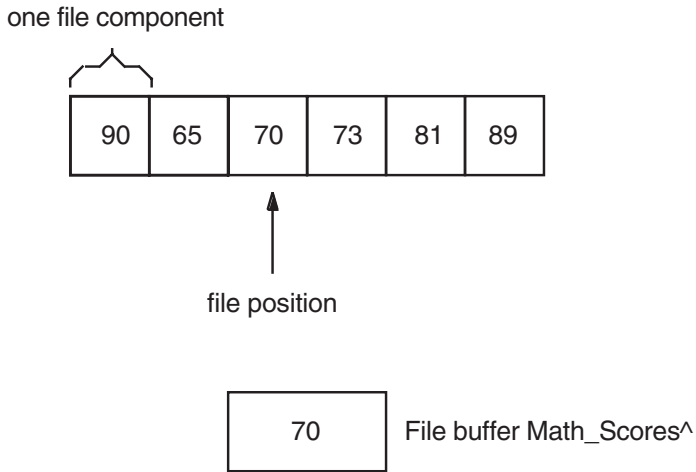 one file component
90 65 70 73 81 89
file position
70 File buffer Math_Scores^